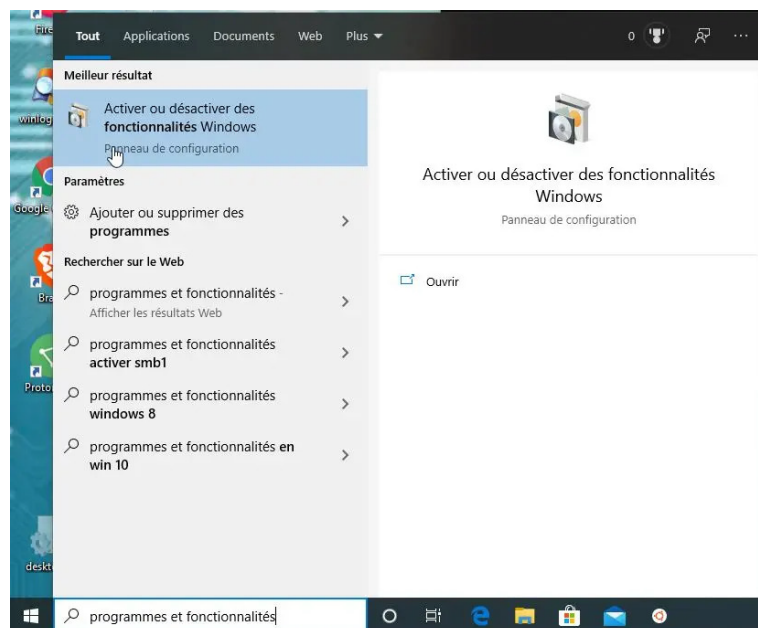 Fire
Tout Applications Documents Web Plus 0 ...
Meilleur résultat
Activer ou désactiver des
fonctionnalités Windows
Panneau de configuration
winlog
Activer ou désactiver des fonctionnalités
Windows
Panneau de configuration
Paramètres
Ajouter ou supprimer des
programmes
Google
Rechercher sur le Web
Ouvrir
programmes et fonctionnalités -
Afficher les résultats Web
Bra
programmes et fonctionnalités
activer smb1
Proto
programmes et fonctionnalités
windows 8
programmes et fonctionnalités en
win 10
deskt
programmes et fonctionnalités